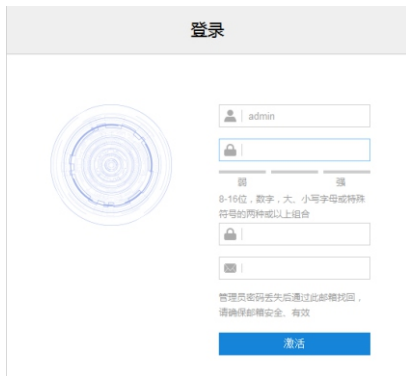 登录
admin
弱 强
8-16位，数字，大、小写字母或特殊
符号的两种或以上组合
管理员密码丢失后通过此邮箱找回，
请确保邮箱安全、有效
激活